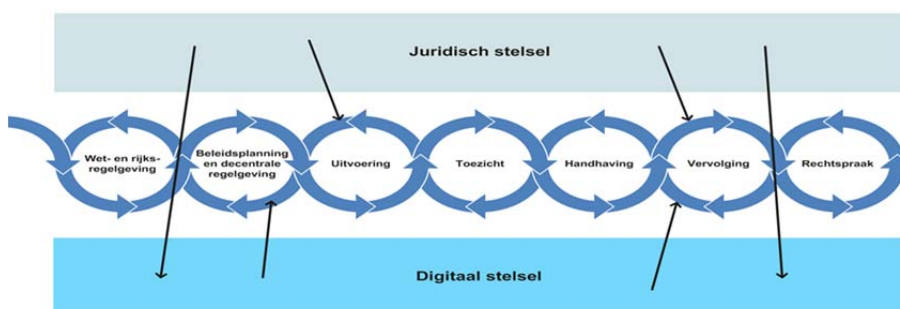 Juridisch stelsel
Wet- en rijks-
regelgeving
Beleidsplanning
en decentrale
regelgeving
Uitvoering
Toezicht
Handhaving
Vervolging
Rechtspraak
Digitaal stelsel